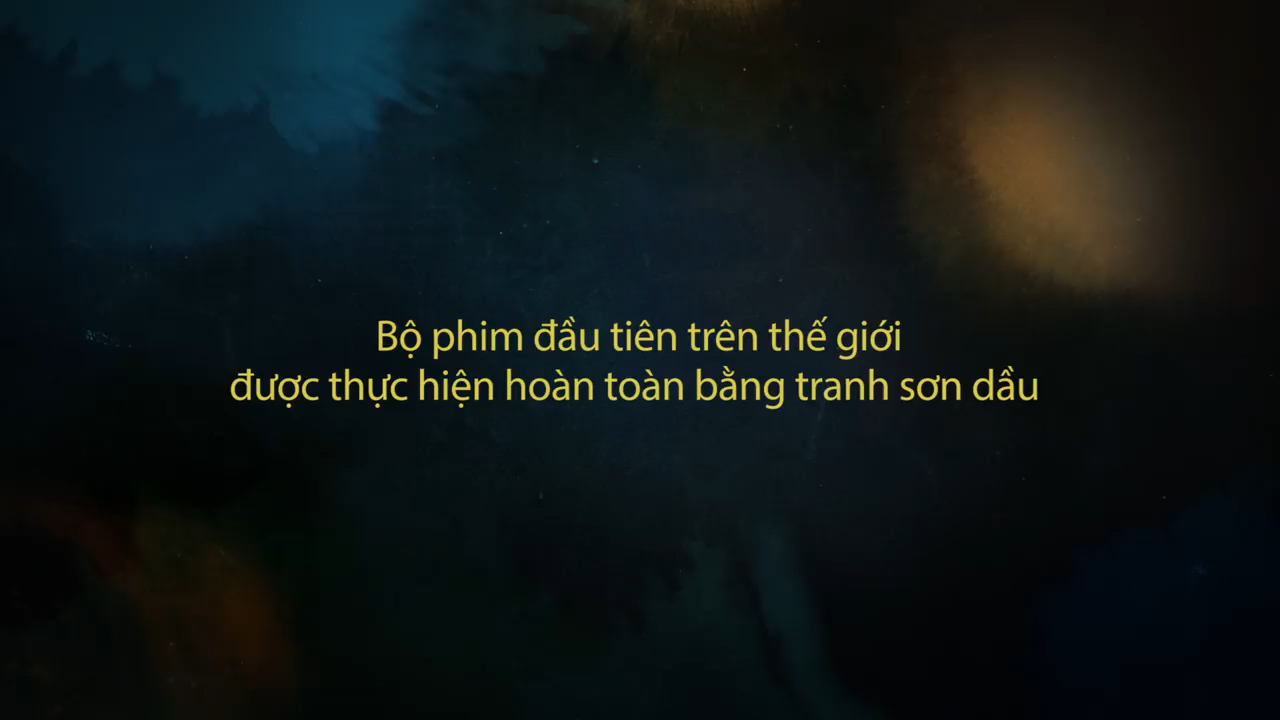 Bộ phim đầu tiên trên thế giới
được thực hiện hoàn toàn bằng tranh sơn dầu